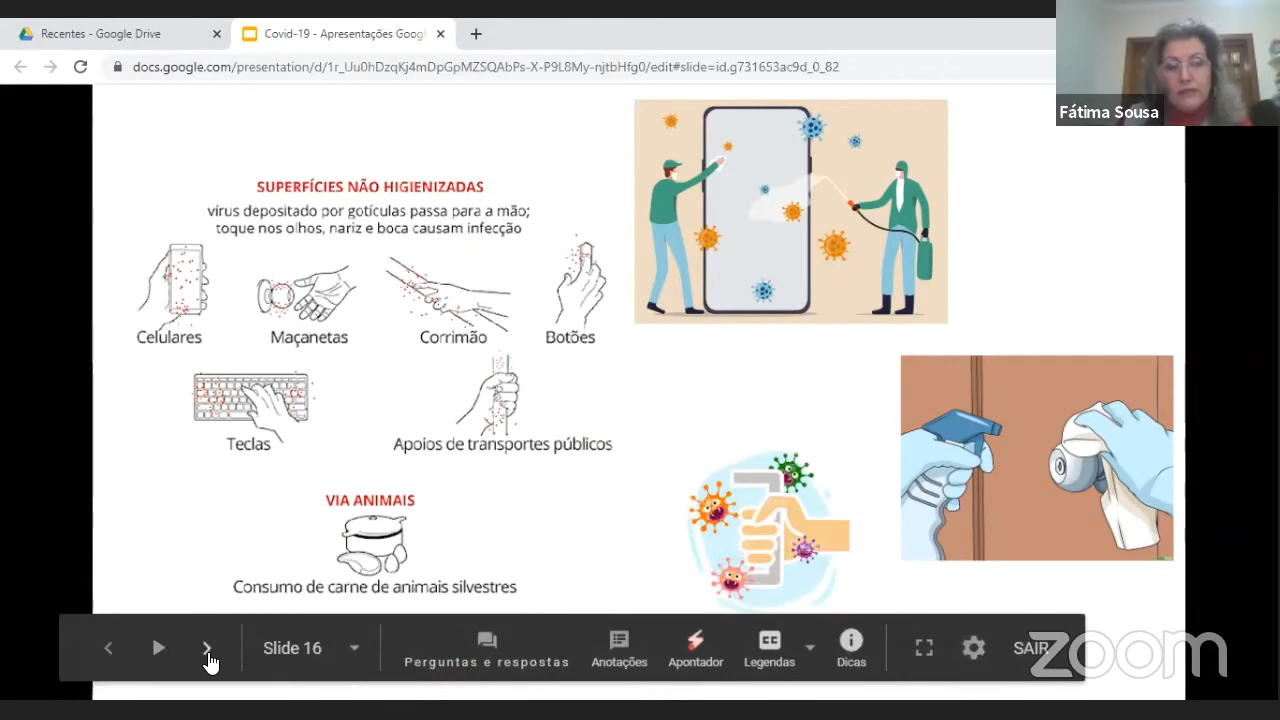 Recentes - Google Drive
Covid-19 - Apresentações Googl
docs.google.com/presentation/d/1r_Uu0hDzqKj4mDpGpMZSQAbPs-X-P9L8My-njtbHfg0/edit#slide=id.g731653ac9d_0_82
Fátima Sousa
SUPERFÍCIES NÃO HIGIENIZADAS
vírus depositado por gotículas passa para a mão;
toque nos olhos, nariz e boca causam infecção
Celulares
Maçanetas
Corrimão
Botões
Teclas
Apoios de transportes públicos
VIA ANIMAIS
Consumo de carne de animais silvestres
Slide 16
Perguntas e respostas
Anotações
Apontador
Legendas
Dicas
SAIR
zoom